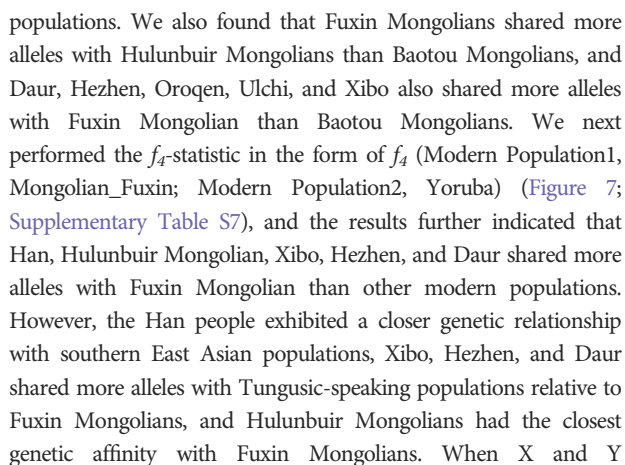 populations. We also found that Fuxin Mongolians shared more
alleles with Hulunbuir Mongolians than Baotou Mongolians, and
Daur, Hezhen, Oroqen, Ulchi, and Xibo also shared more alleles
with Fuxin Mongolian than Baotou Mongolians. We next
performed the f4-statistic in the form of f4 (Modern Population1,
Mongolian_Fuxin; Modern Population2, Yoruba) (Figure 7;
Supplementary Table S7), and the results further indicated that
Han, Hulunbuir Mongolian, Xibo, Hezhen, and Daur shared more
alleles with Fuxin Mongolian than other modern populations.
However, the Han people exhibited a closer genetic relationship
with southern East Asian populations, Xibo, Hezhen, and Daur
shared more alleles with Tungusic-speaking populations relative to
Fuxin Mongolians, and Hulunbuir Mongolians had the closest
genetic affinity with Fuxin Mongolians. When X and Y